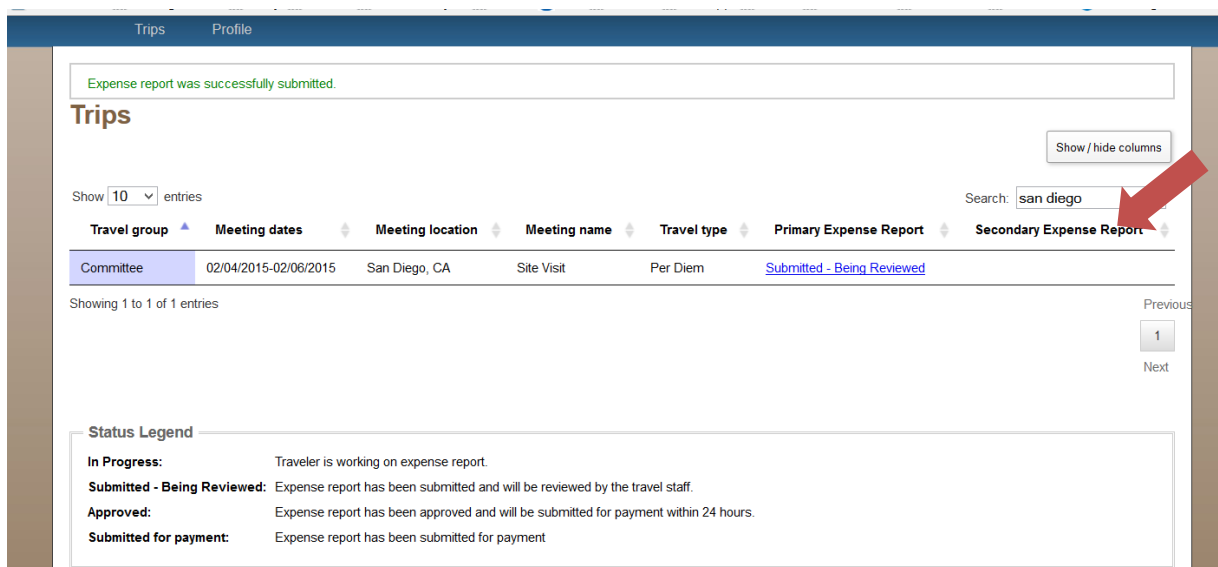 Trips Profile
Expense report was successfully submitted.
Trips
Show / hide columns
Show 10 entries Search: san diego
Travel group Meeting dates Meeting location Meeting name Travel type Primary Expense Report Secondary Expense Report
Committee 02/04/2015-02/06/2015 San Diego, CA Site Visit Per Diem Submitted - Being Reviewed
Showing 1 to 1 of 1 entries Previous
1
Next
Status Legend
In Progress: Traveler is working on expense report.
Submitted - Being Reviewed: Expense report has been submitted and will be reviewed by the travel staff.
Approved: Expense report has been approved and will be submitted for payment within 24 hours.
Submitted for payment: Expense report has been submitted for payment